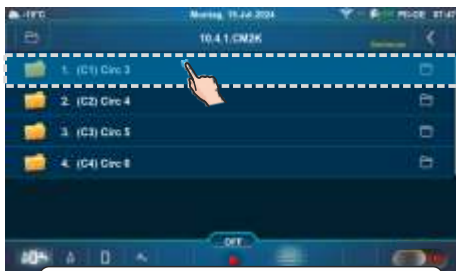 -19°C Montag, 15.Jul 2024
10.4.1.CM2K
1. (C1) Circ 3
2. (C2) Circ 4
3. (C3) Circ 5
4. (C4) Circ 6
OFF